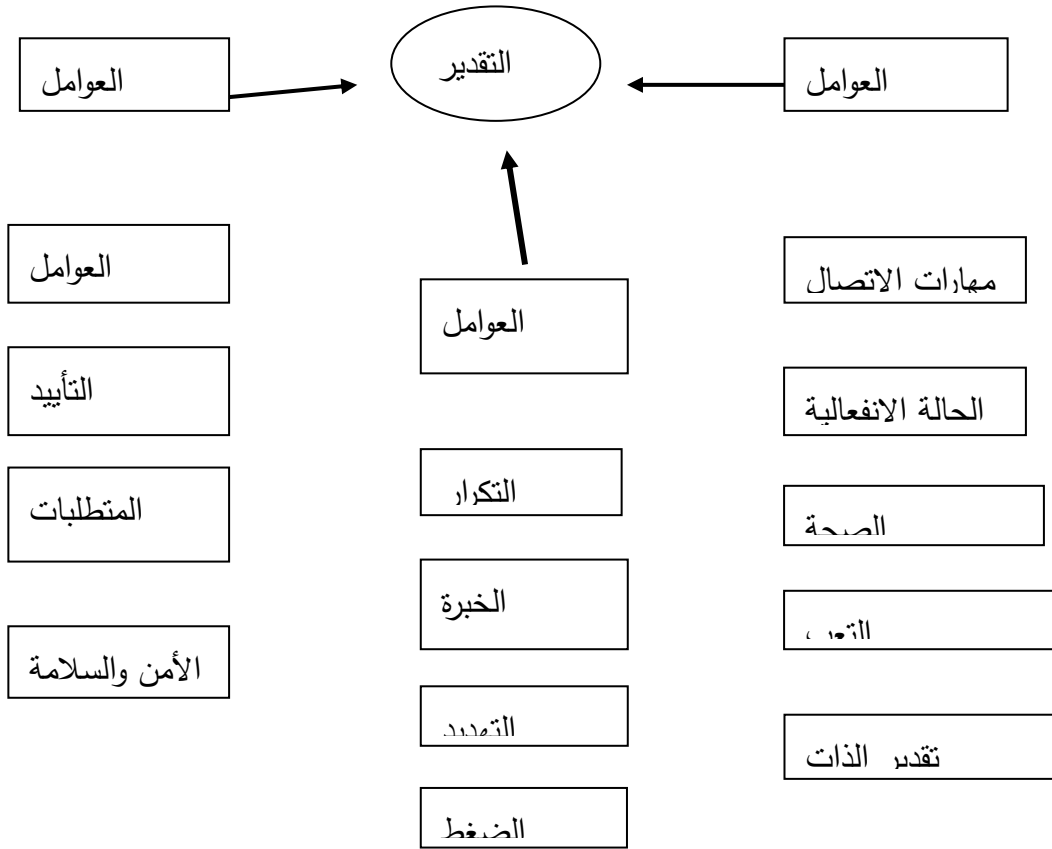 العوامل
التقدير
العوامل
مهارات الاتصال
الحالة الانفعالية
الصحة
التعب
تقدير الذات
العوامل
التكرار
الخبرة
التهديد
الضغط
العوامل
التأييد
المتطلبات
الأمن والسلامة